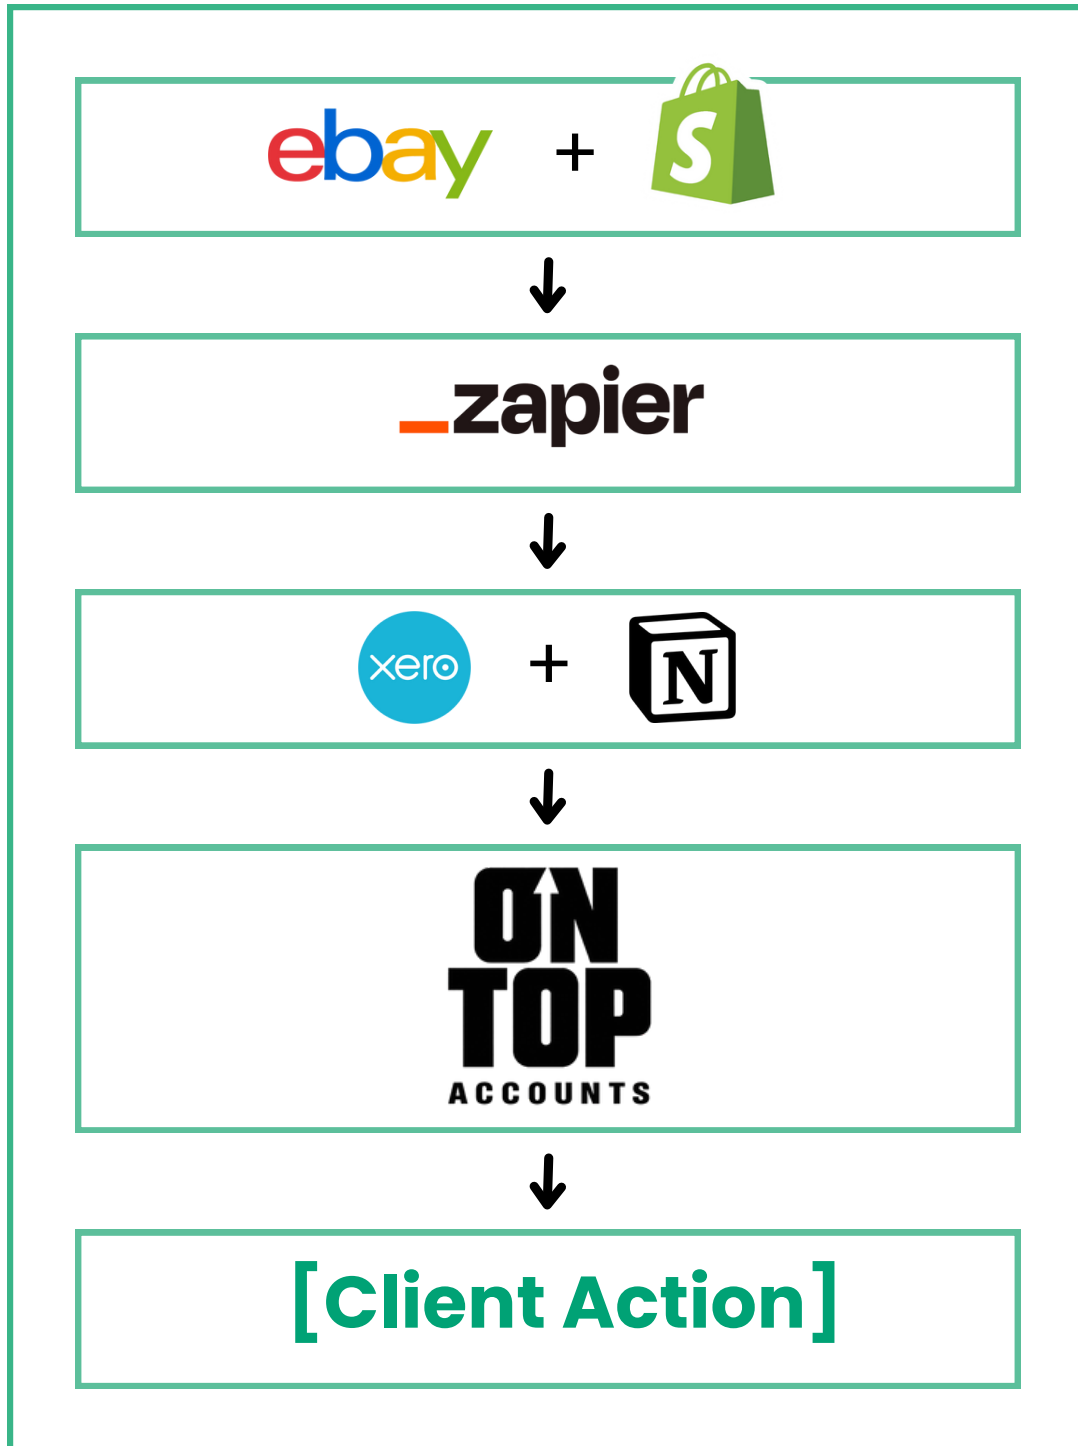 ebay + S
zapier
xero + N
ON
TOP
ACCOUNTS
[Client Action]